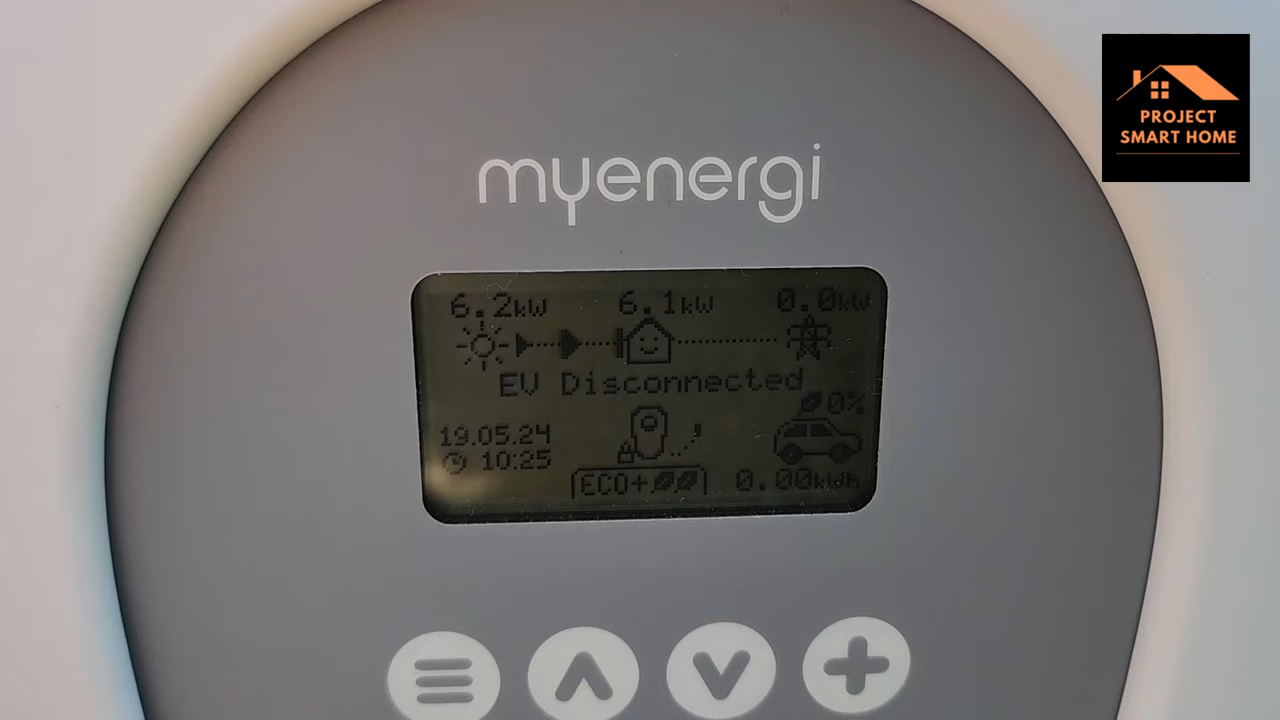 PROJECT
SMART HOME
myenergi
6.2kW 6.1kW 0.0kW
EV Disconnected
0%
19.05.24
10:25
ECO+
0.00kWh